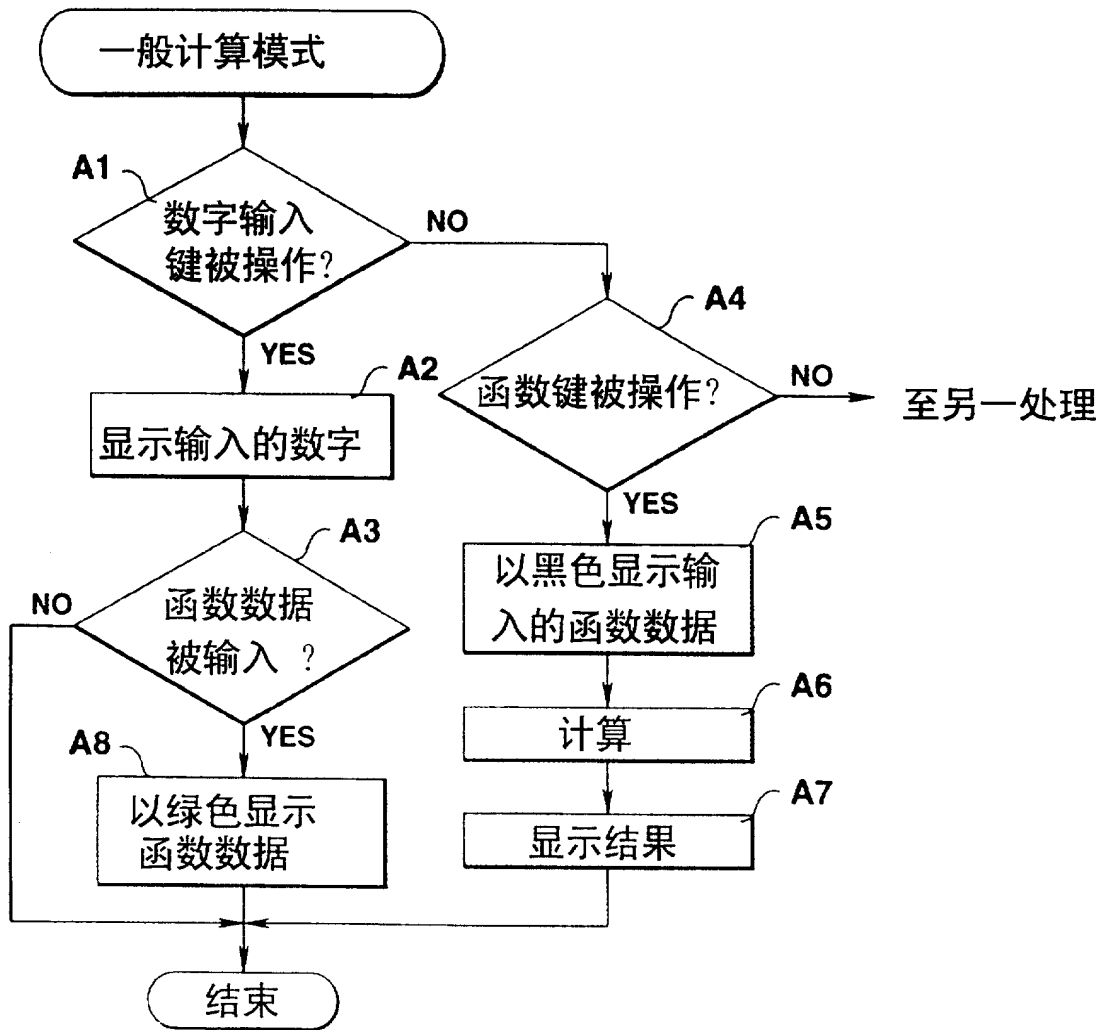 一般计算模式
A1
数字输入
键被操作?
NO
YES
A4
函数键被操作?
NO
至另一处理
A2
显示输入的数字
YES
A3
函数数据
被输入 ?
NO
YES
A5
以黑色显示输
入的函数数据
A6
计算
A8
以绿色显示
函数数据
A7
显示结果
结束